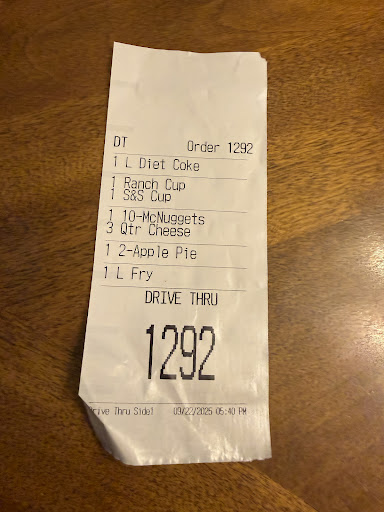 DT Order 1292
1 L Diet Coke
1 Ranch Cup
1 S&S Cup
1 10-McNuggets
3 Qtr Cheese
1 2-Apple Pie
1 L Fry
DRIVE THRU
1292
rive Thru Side1 09/22/2025 05:40 PM